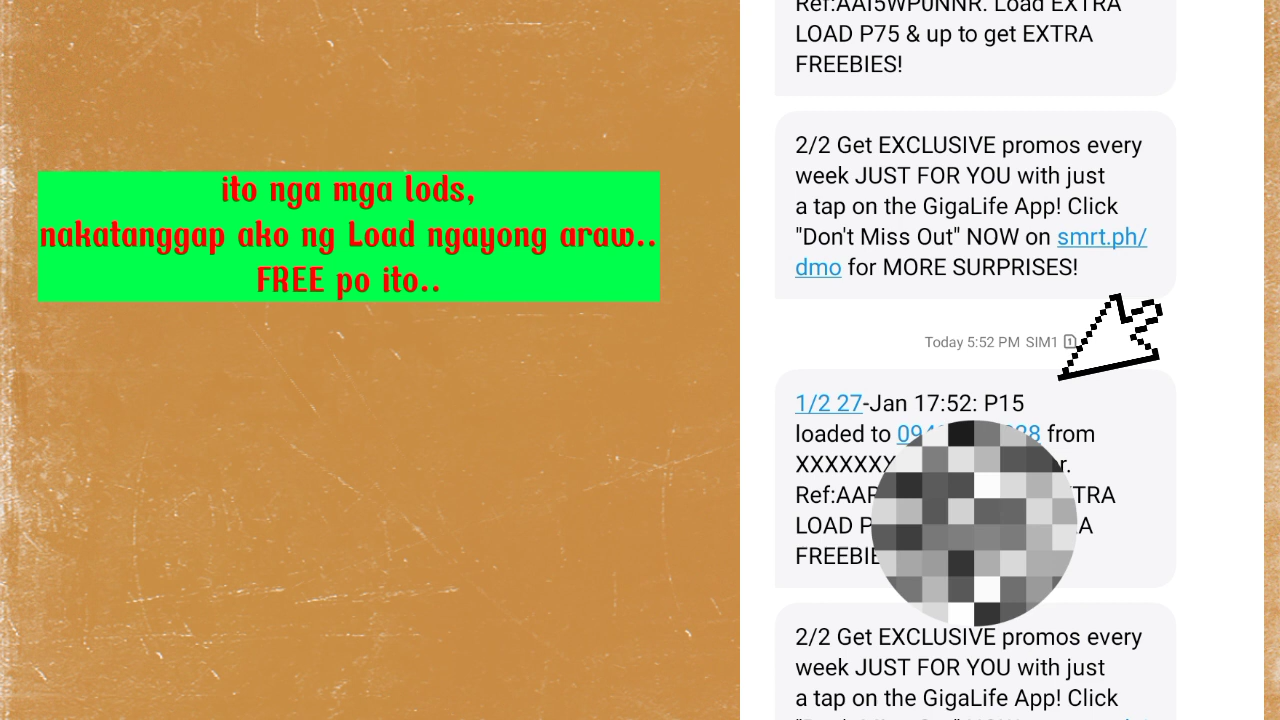 ito nga mga lods,
nakatanggap ako ng Load ngayong araw..
FREE po ito..
LOAD P75 & up to get EXTRA
FREEBIES!
2/2 Get EXCLUSIVE promos every
week JUST FOR YOU with just
a tap on the GigaLife App! Click
"Don't Miss Out" NOW on smrt.ph/
dmo for MORE SURPRISES!
Today 5:52 PM SIM1
1/2 27-Jan 17:52: P15
loaded to from
LOAD
2/2 Get EXCLUSIVE promos every
week JUST FOR YOU with just
a tap on the GigaLife App! Click